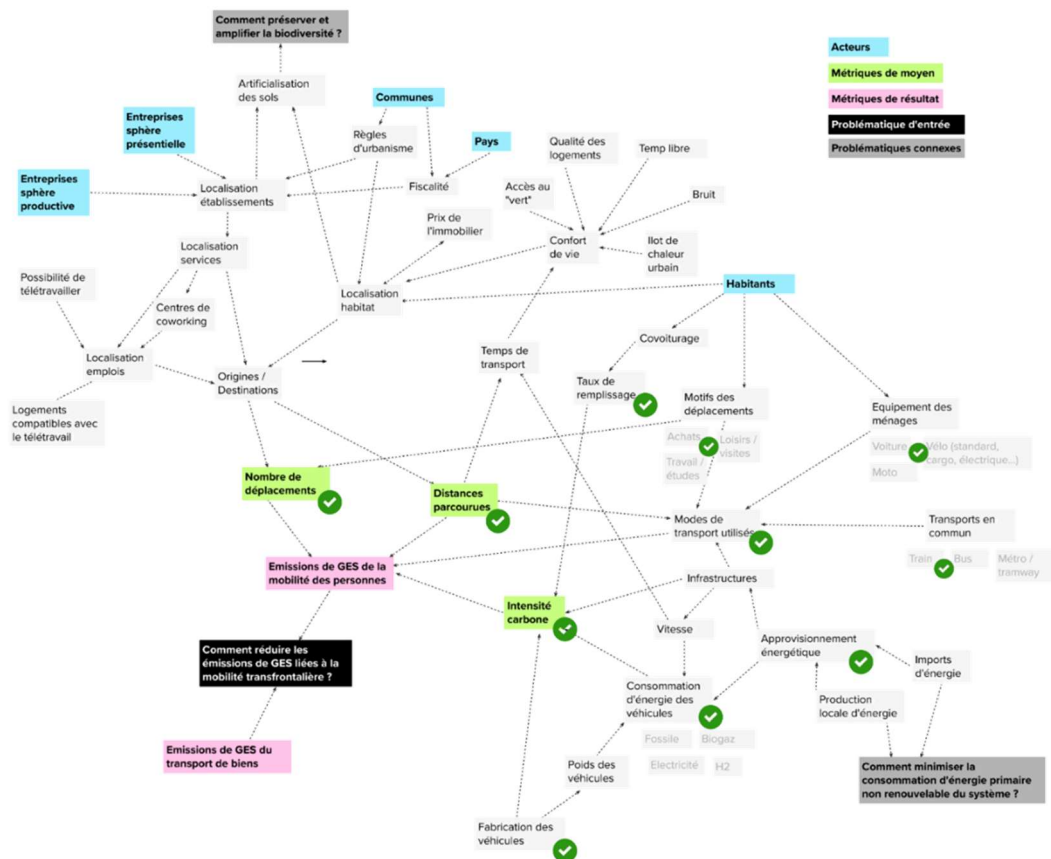 Comment préserver et
amplifier la biodiversité ?
Acteurs
Métriques de moyen
Métriques de résultat
Problématique d'entrée
Problématiques connexes
Artificialisation
des sols
Communes
Entreprises
sphère
présentielle
Règles
d'urbanisme
Pays
Qualité des
logements
Temp libre
Entreprises
sphère
productive
Localisation
établissements
Fiscalité
Accès au
"vert"
Bruit
Prix de
l'immobilier
Confort
de vie
Ilot de
chaleur
urbain
Localisation
services
Possibilité de
télétravailler
Centres de
coworking
Localisation
habitat
Habitants
Covoiturage
Localisation
emplois
Origines /
Destinations
Temps de
transport
Taux de
remplissage
Motifs des
déplacements
Equipement des
ménages
Logements
compatibles avec
le télétravail
Achats
Loisirs /
visites
Travail /
études
Voiture
Vélo (standard,
cargo, électrique...)
Moto
Nombre de
déplacements
Distances
parcourues
Modes de
transport utilisés
Transports en
commun
Train
Bus
Métro /
tramway
Emissions de GES de la
mobilité des personnes
Infrastructures
Intensité
carbone
Vitesse
Approvisionnement
énergétique
Imports
d'énergie
Comment réduire les
émissions de GES liées à la
mobilité transfrontalière ?
Consommation
d'énergie des
véhicules
Production
locale d'énergie
Fossile
Biogaz
Electricité
H2
Emissions de GES du
transport de biens
Poids des
véhicules
Comment minimiser la
consommation d'énergie primaire
non renouvelable du système ?
Fabrication des
véhicules